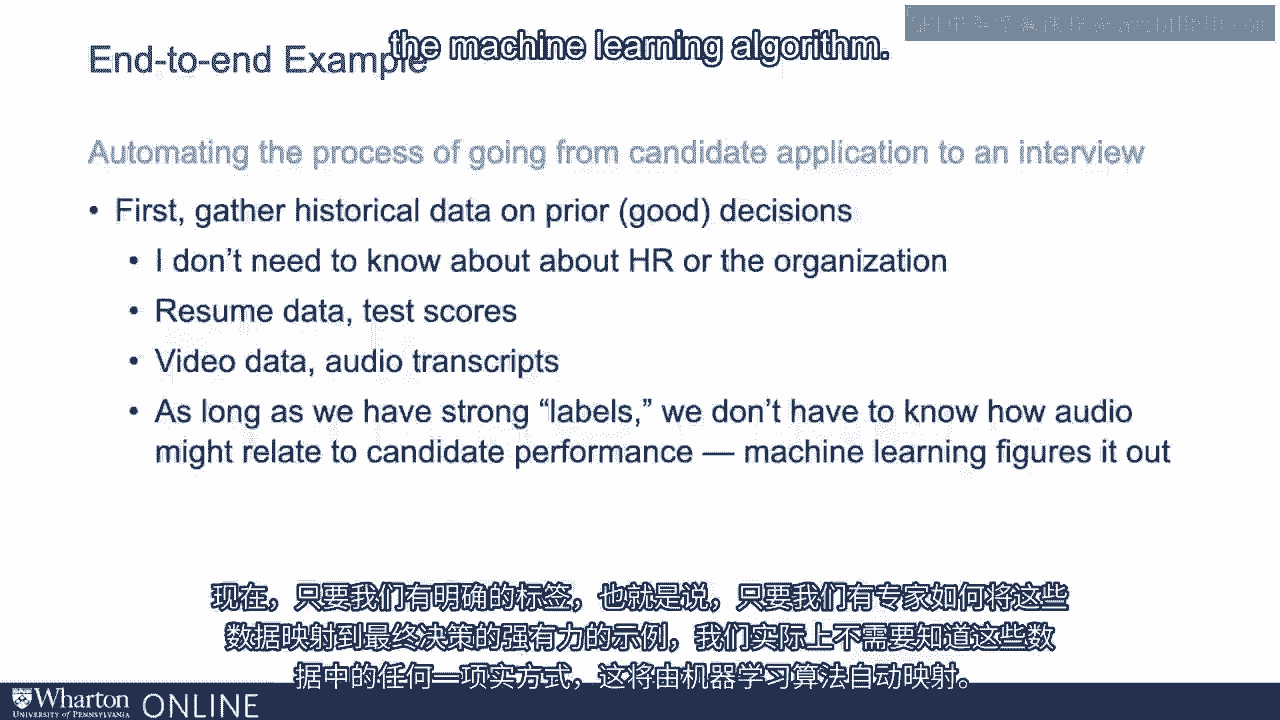 the machine learning algorithm.
End-to-end Example
Automating the process of going from candidate application to an interview
• First, gather historical data on prior (good) decisions
• I don't need to know about about HR or the organization
• Resume data, test scores
• Video data, audio transcripts
• As long as we have strong “labels,” we don't have to know how audio
might relate to candidate performance — machine learning figures it out
现在，只要我们有明确的标签，也就是说，只要我们有专家如何将这些
数据映射到最终决策的强有力的示例，我们实际上不需要知道这些数
据中的任何一项实方式，这将由机器学习算法自动映射。
Wharton ONLINE
UNIVERSITY of PENNSYLVANIA